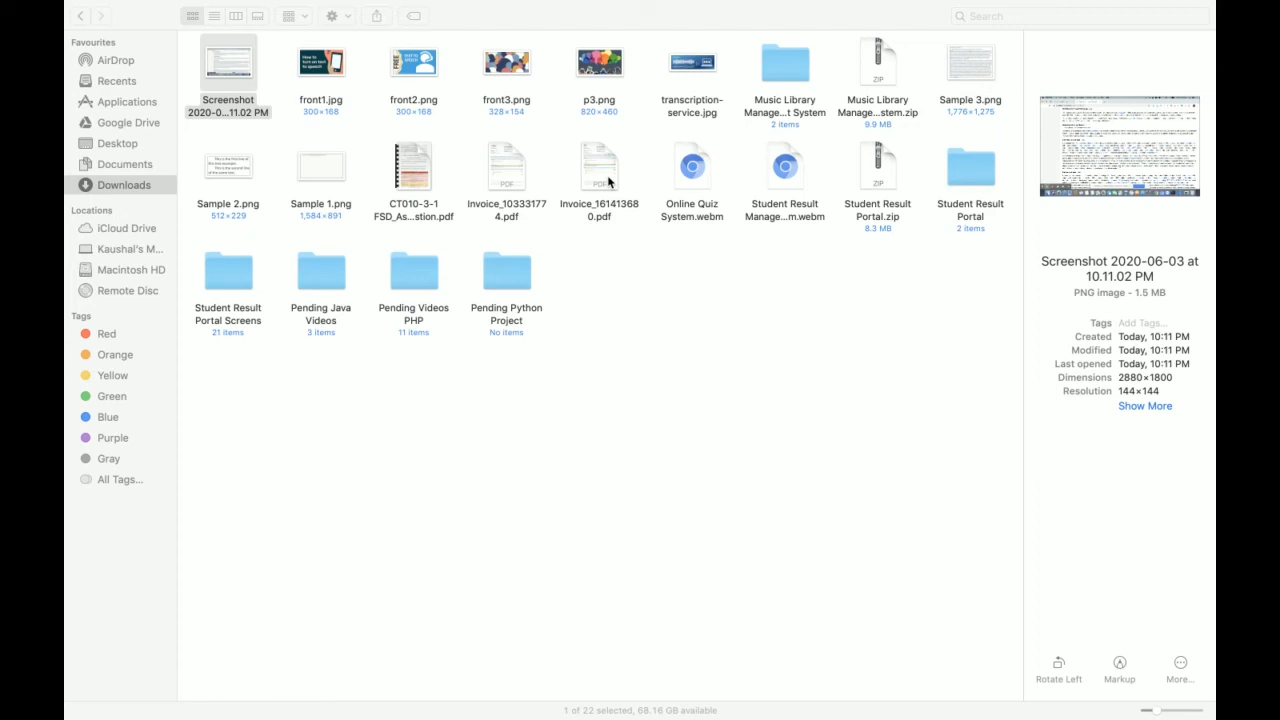 Search
Favourites
AirDrop
Recents
Applications
Google Drive
Desktop
Documents
Downloads
Locations
iCloud Drive
Kaushal's M...
Macintosh HD
Remote Disc
Tags
Red
Orange
Yellow
Green
Blue
Purple
Gray
All Tags...
Screenshot
2020-0...11.02 PM
front1.jpg
300×168
front2.png
300×168
front3.png
328×154
p3.png
820×460
transcription-
service.jpg
Music Library
Manage...t System
2 items
ZIP
Music Library
Manage...stem.zip
9.9 MB
Sample 3.png
1,776×1,275
Sample 2.png
512×229
Sample 1.png
1,584×891
CT010-3-1
FSD_As...stion.pdf
PDF
Invoice_10333177
4.pdf
PDF
Invoice_16141368
0.pdf
Online Quiz
System.webm
Student Result
Manage...m.webm
ZIP
Student Result
Portal.zip
8.3 MB
Student Result
Portal
2 items
Student Result
Portal Screens
21 items
Pending Java
Videos
3 items
Pending Videos
PHP
11 items
Pending Python
Project
No items
Screenshot 2020-06-03 at
10.11.02 PM
PNG image - 1.5 MB
Tags Add Tags...
Created Today, 10:11 PM
Modified Today, 10:11 PM
Last opened Today, 10:11 PM
Dimensions 2880×1800
Resolution 144×144
Show More
Rotate Left
Markup
More...
1 of 22 selected, 68.16 GB available